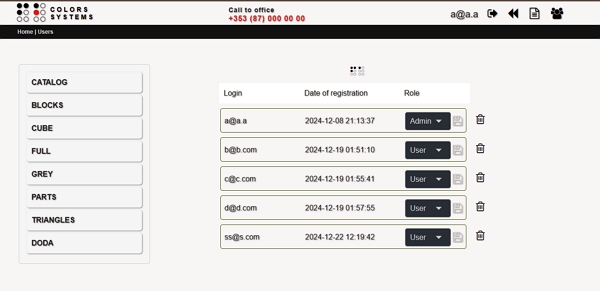 COLORS
SYSTEMS
Call to office
+353 (87) 000 00 00
a@a.a
Home | Users
CATALOG
BLOCKS
CUBE
FULL
GREY
PARTS
TRIANGLES
DODA
Login Date of registration Role
a@a.a 2024-12-08 21:13:37 Admin
b@b.com 2024-12-19 01:51:10 User
c@c.com 2024-12-19 01:55:41 User
d@d.com 2024-12-19 01:57:55 User
ss@s.com 2024-12-22 12:19:42 User